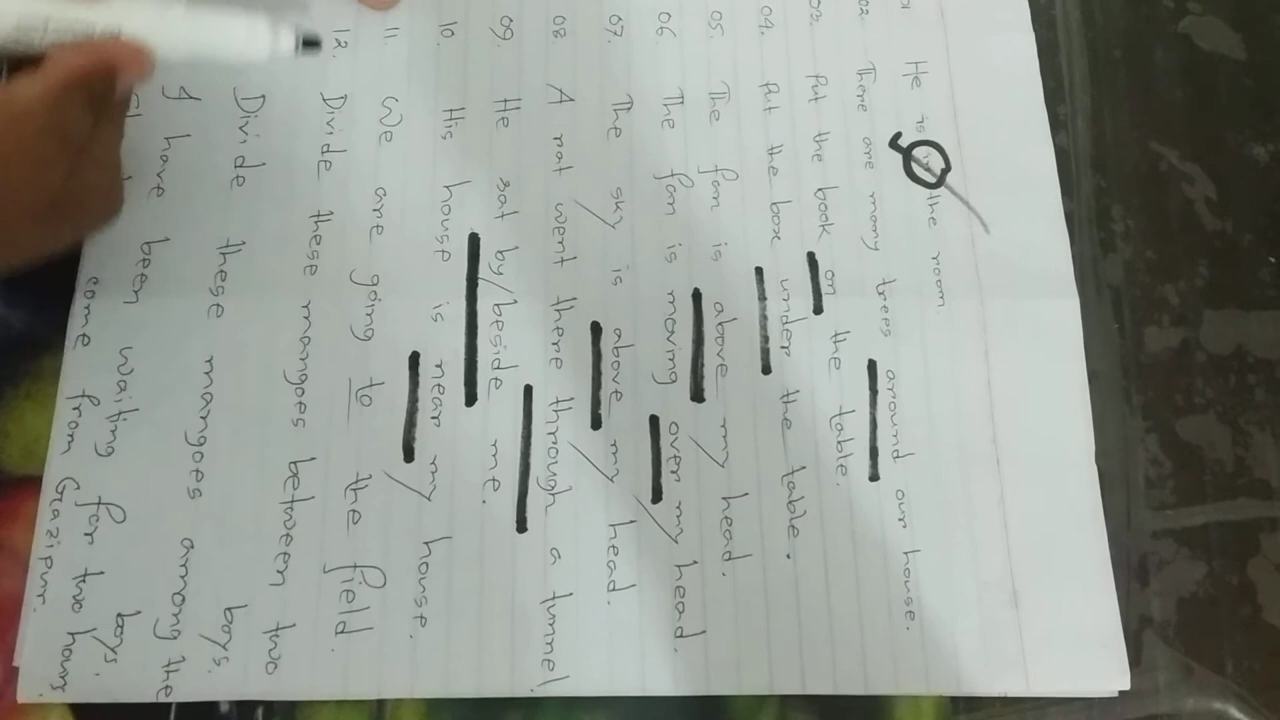 01 He is in the room.
02. There are many trees around our house.
03. Put the book on the table.
04. Put the box under the table.
05. The fan is above my head.
06. The fan is moving over my head.
07. The sky is above my head.
08. A rat went there through a tunnel.
09. He sat by/beside me.
10. His house is near my house.
11. We are going to the field.
12. Divide these mangoes between two
boys.
Divide these mangoes among the
boys.
I have been waiting for two hours.
come from Gazipur.